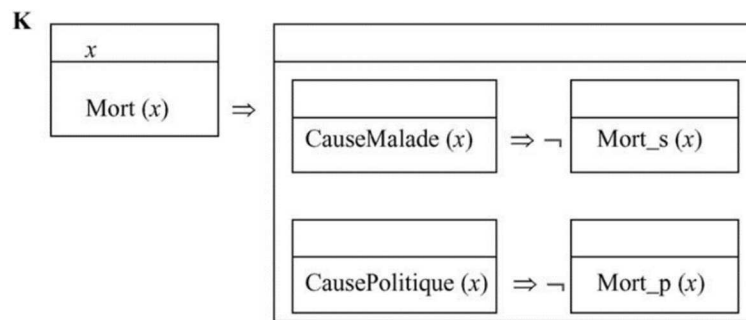 K
x
Mort (x) ⇒
CauseMalade (x) ⇒ ¬ Mort_s (x)
CausePolitique (x) ⇒ ¬ Mort_p (x)